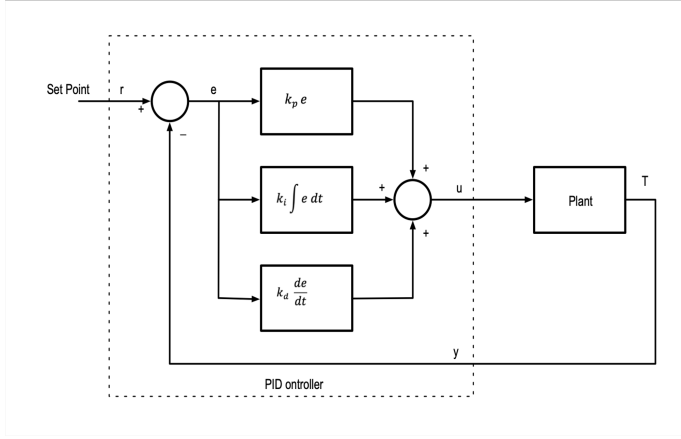 Set Point
r
+
−
e
k_p e
k_i ∫ e dt
k_d de/dt
+
+
+
u
Plant
T
y
PID ontroller